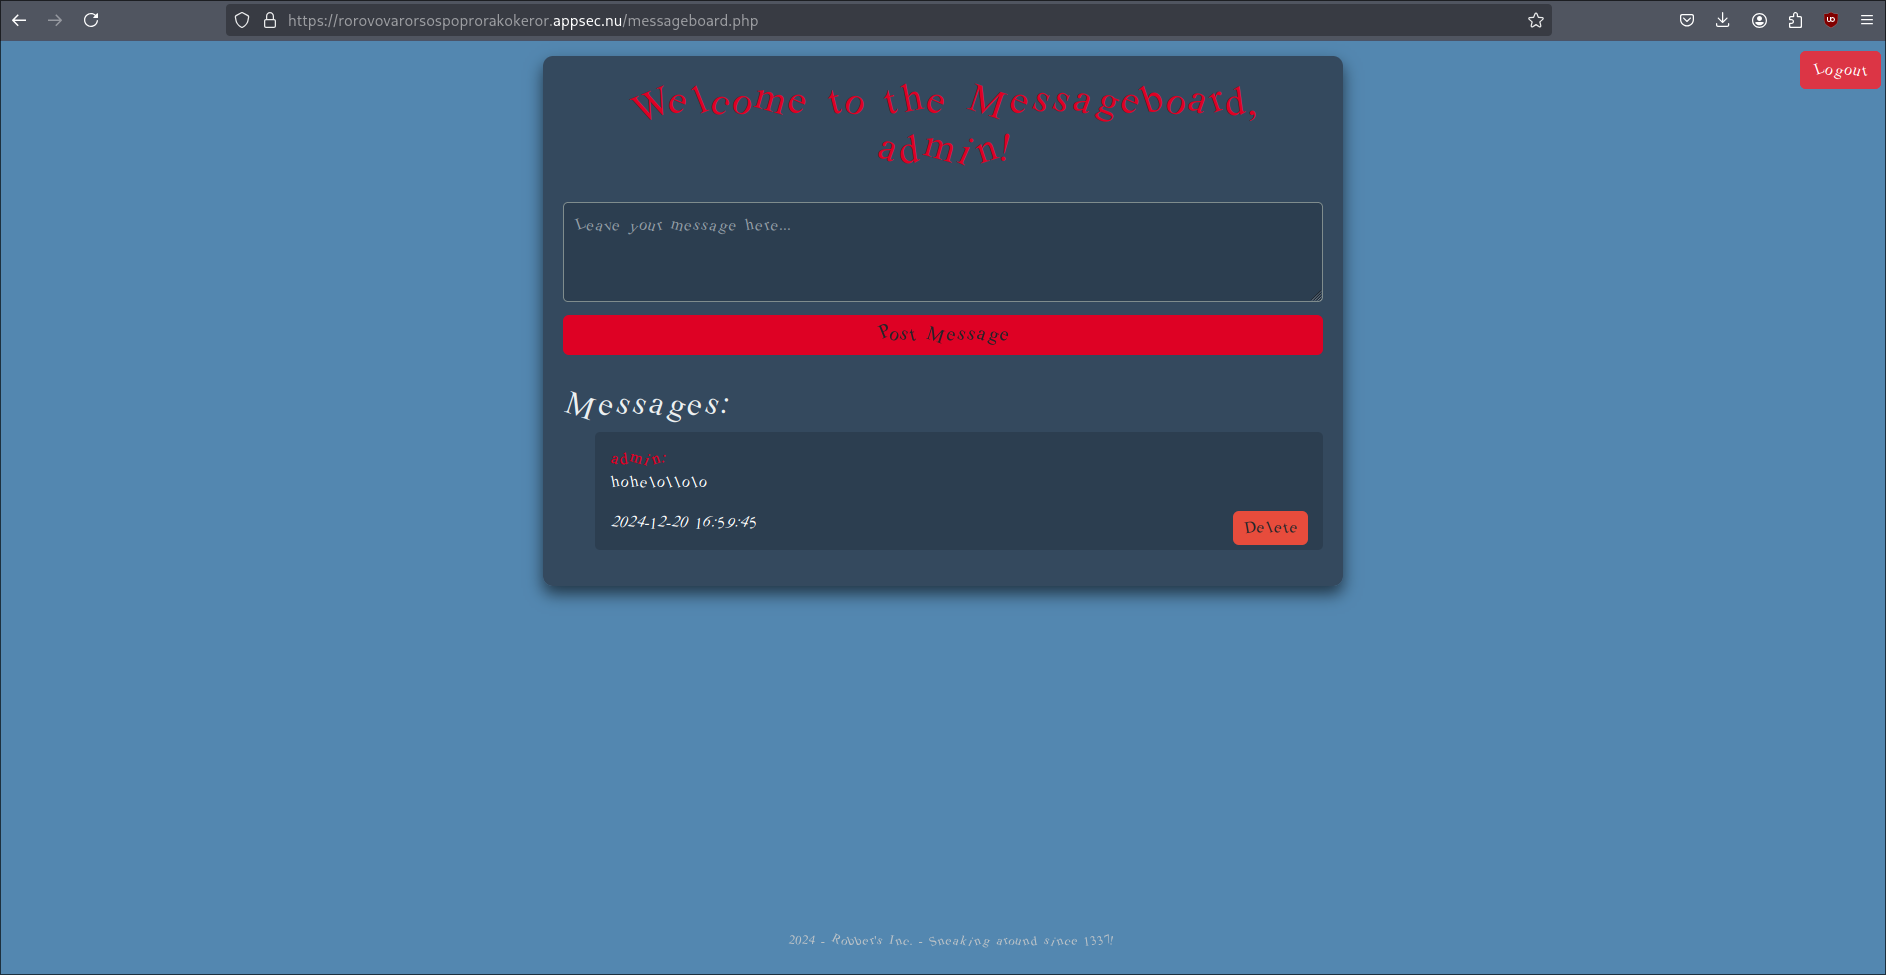 https://rorovovarorsospoprorakokeror.appsec.nu/messageboard.php
Logout
Welcome to the Messageboard,
admin!
Leave your message here...
Post Message
Messages:
admin:
hohelollolo
2024-12-20 16:59:45
Delete
2024 - Robber's Inc. - Sneaking around since 1337!